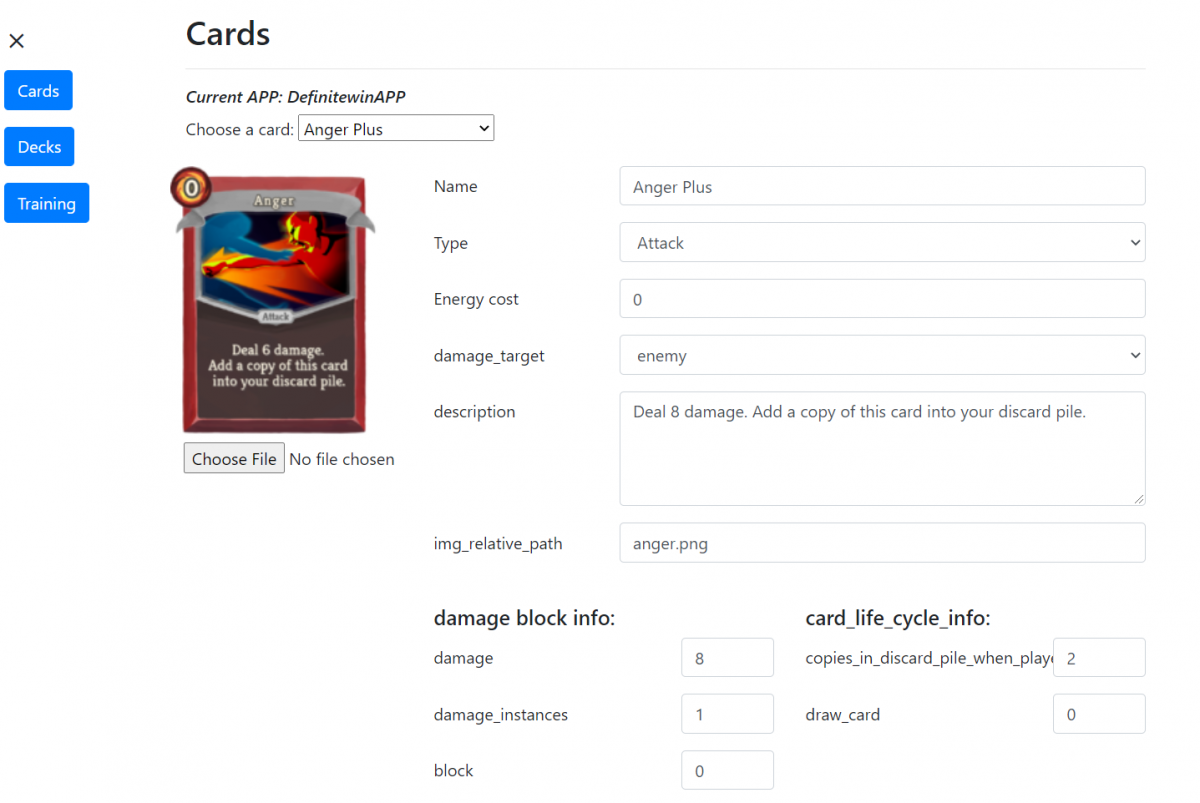 Cards
×
Cards
Decks
Training
Current APP: DefinitewinAPP
Choose a card: Anger Plus
0
Anger
Attack
Deal 6 damage.
Add a copy of this card
into your discard pile.
Choose File No file chosen
Name Anger Plus
Type Attack
Energy cost 0
damage_target enemy
description Deal 8 damage. Add a copy of this card into your discard pile.
img_relative_path anger.png
damage block info:
damage 8
damage_instances 1
block 0
card_life_cycle_info:
copies_in_discard_pile_when_playe 2
draw_card 0